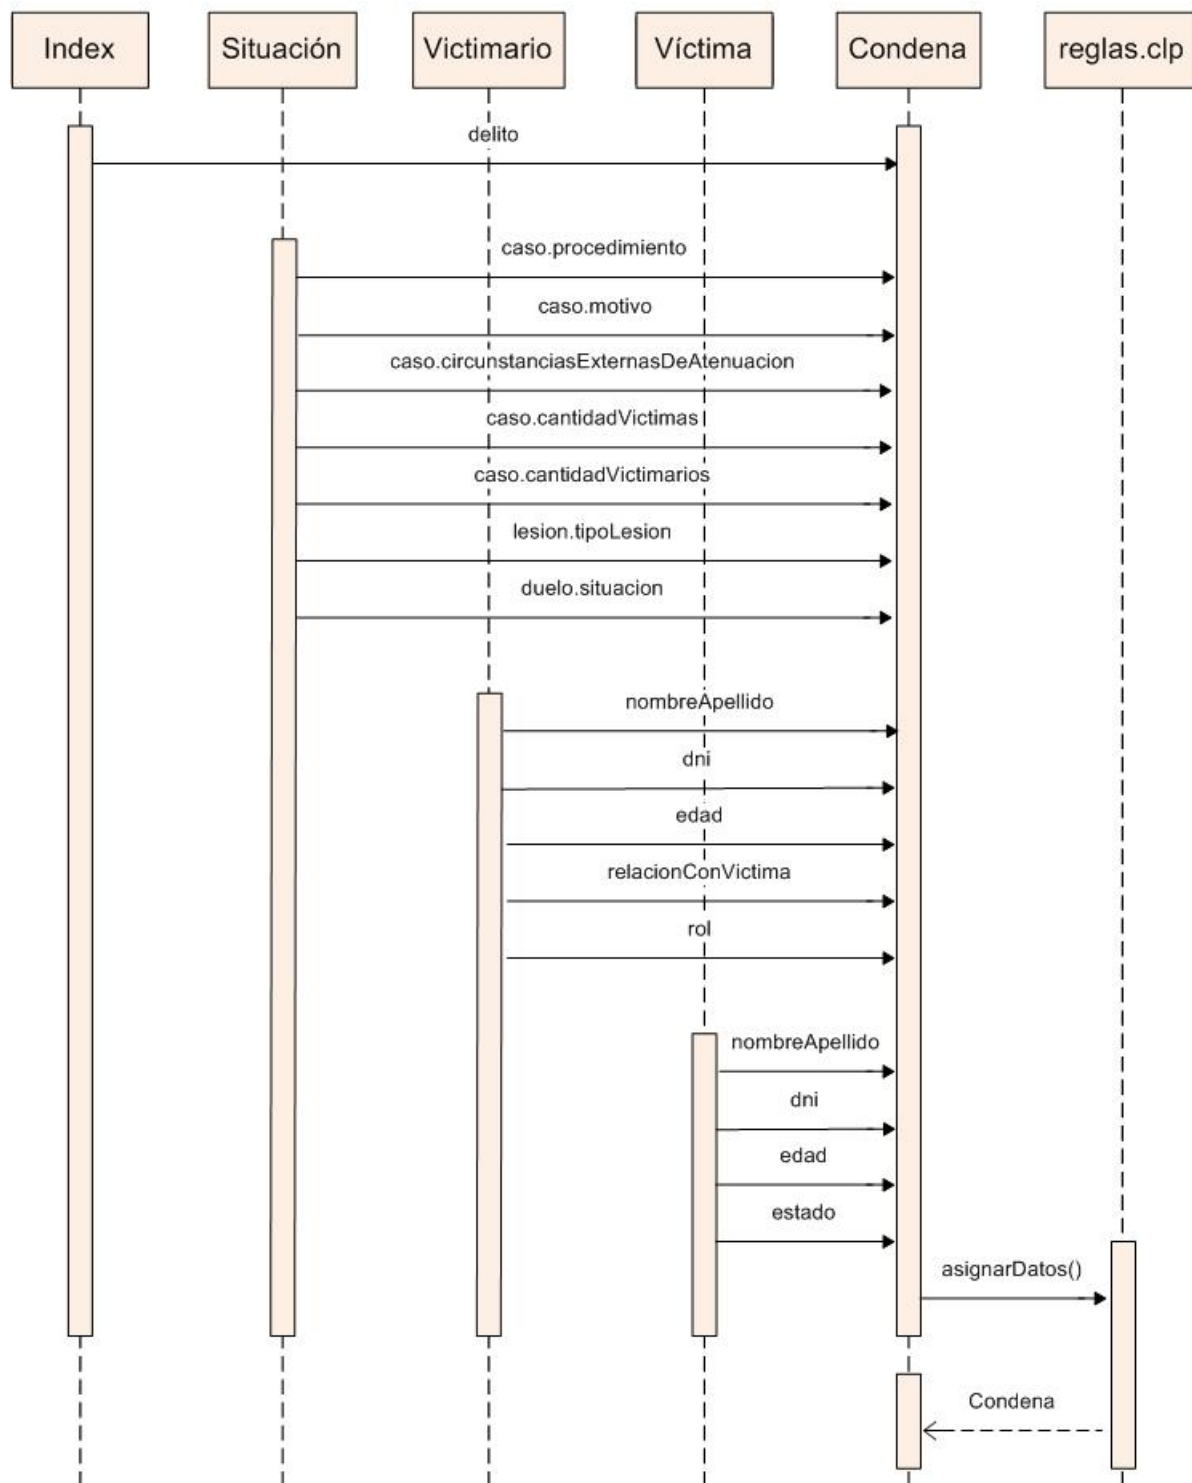 Index
Situación
Victimario
Víctima
Condena
reglas.clp
delito
caso.procedimiento
caso.motivo
caso.circunstanciasExternasDeAtenuacion
caso.cantidadVictimas
caso.cantidadVictimarios
lesion.tipoLesion
duelo.situacion
nombreApellido
dni
edad
relacionConVictima
rol
nombreApellido
dni
edad
estado
asignarDatos()
Condena